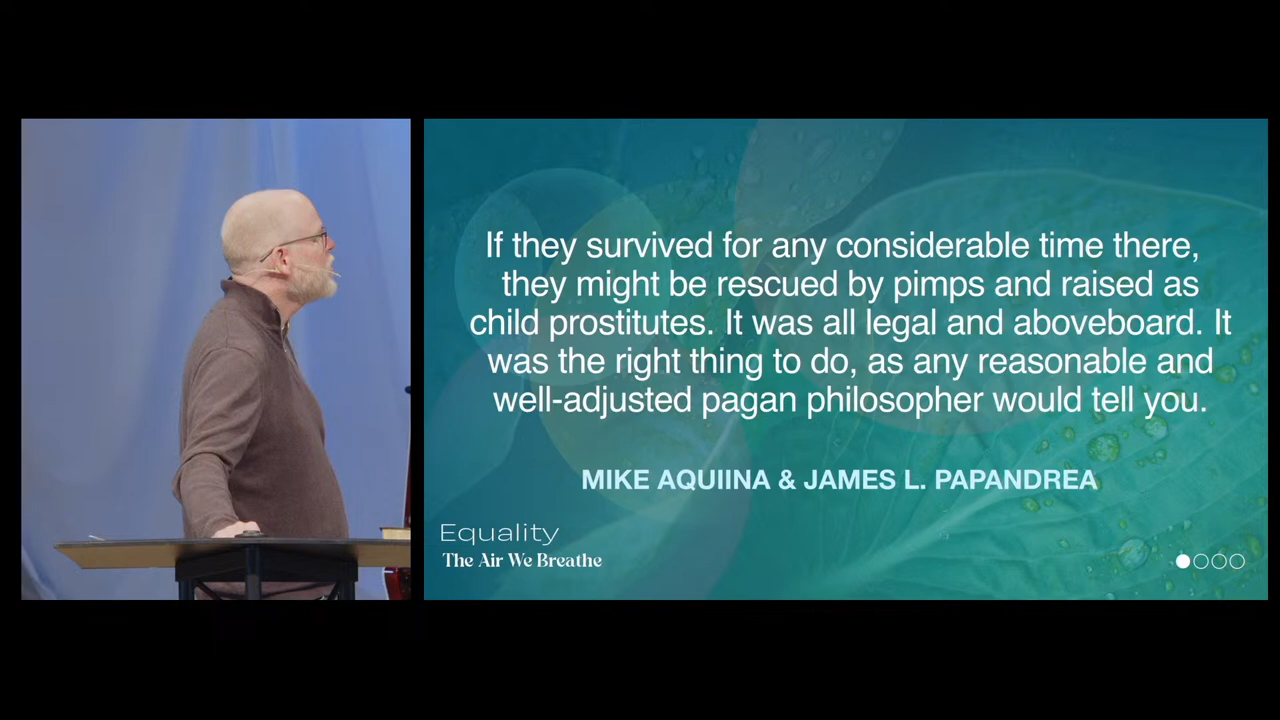 If they survived for any considerable time there,
they might be rescued by pimps and raised as
child prostitutes. It was all legal and aboveboard. It
was the right thing to do, as any reasonable and
well-adjusted pagan philosopher would tell you.
MIKE AQUIINA & JAMES L. PAPANDREA
Equality
The Air We Breathe